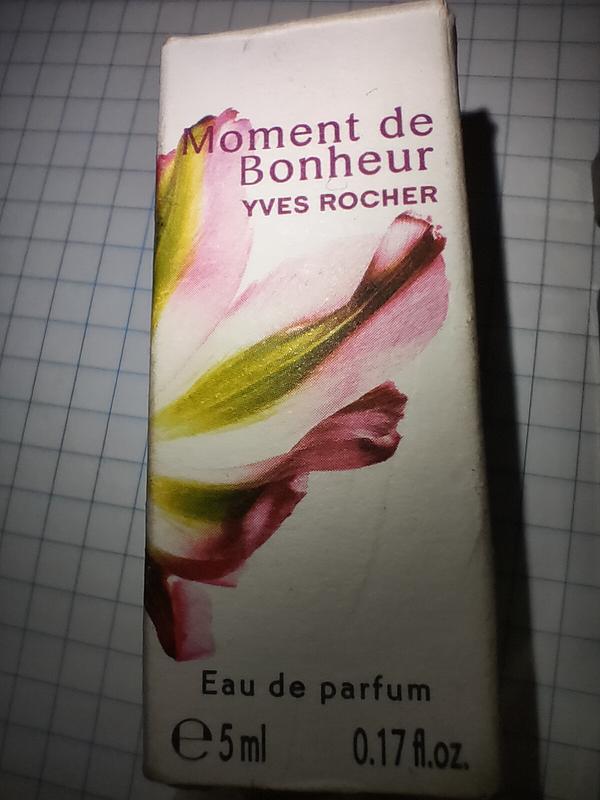 Moment de
Bonheur
YVES ROCHER
Eau de parfum
℮ 5 ml 0.17 fl.oz.